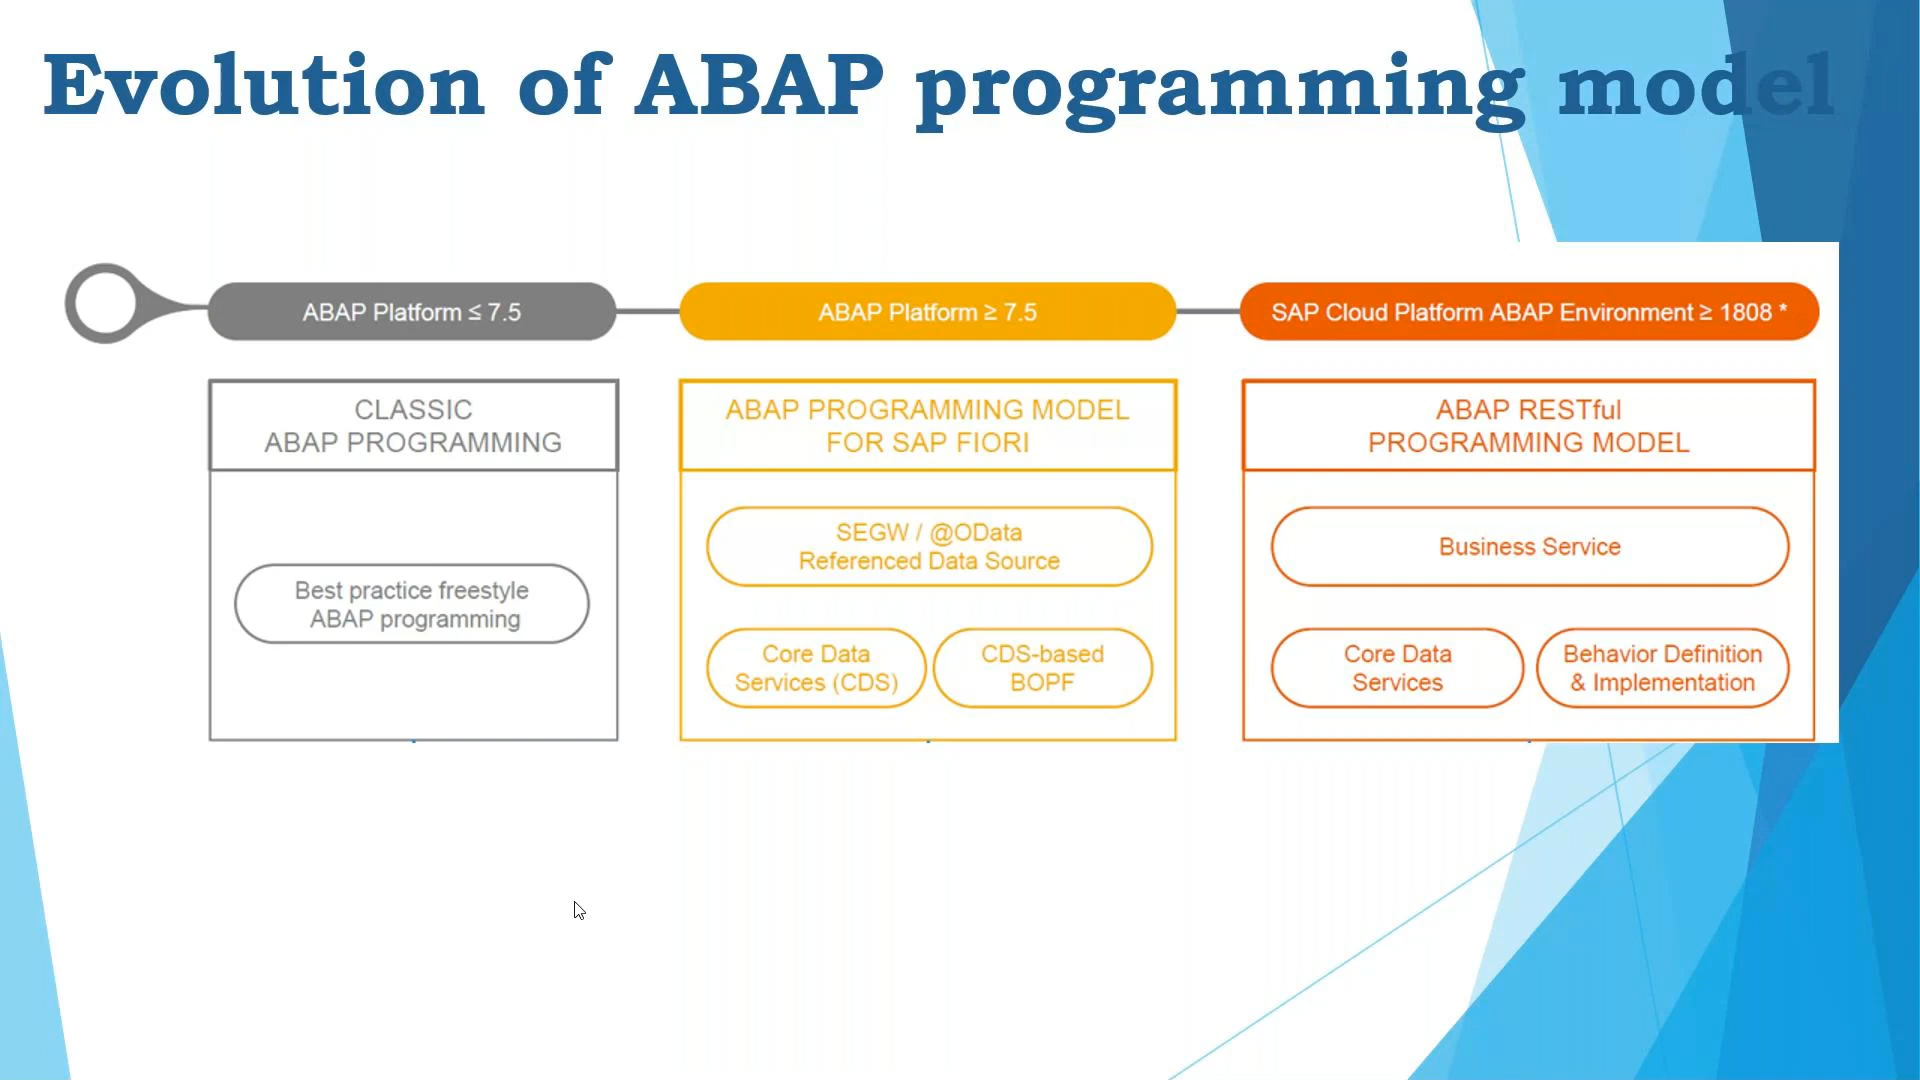 Evolution of ABAP programming model
ABAP Platform ≤ 7.5
ABAP Platform ≥ 7.5
SAP Cloud Platform ABAP Environment ≥ 1808 *
CLASSIC
ABAP PROGRAMMING
Best practice freestyle
ABAP programming
ABAP PROGRAMMING MODEL
FOR SAP FIORI
SEGW / @OData
Referenced Data Source
Core Data
Services (CDS)
CDS-based
BOPF
ABAP RESTful
PROGRAMMING MODEL
Business Service
Core Data
Services
Behavior Definition
& Implementation